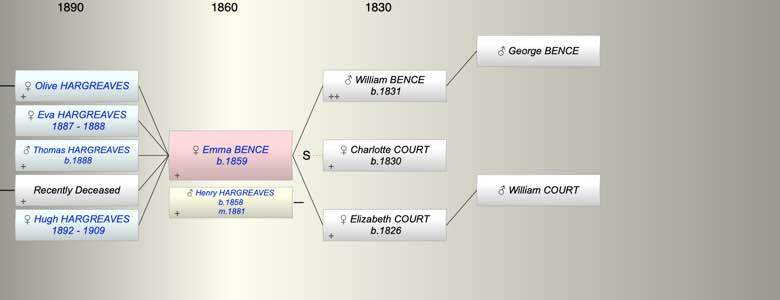 1890
1860
1830
♂ George BENCE
♀ Olive HARGREAVES
+
♂ William BENCE
b.1831
++
♀ Eva HARGREAVES
1887 - 1888
♂ Thomas HARGREAVES
b.1888
+
♀ Emma BENCE
b.1859
+
S
♀ Charlotte COURT
b.1830
+
Recently Deceased
+
♂ Henry HARGREAVES
b.1858
m.1881
+
♂ William COURT
♀ Hugh HARGREAVES
1892 - 1909
♀ Elizabeth COURT
b.1826
+